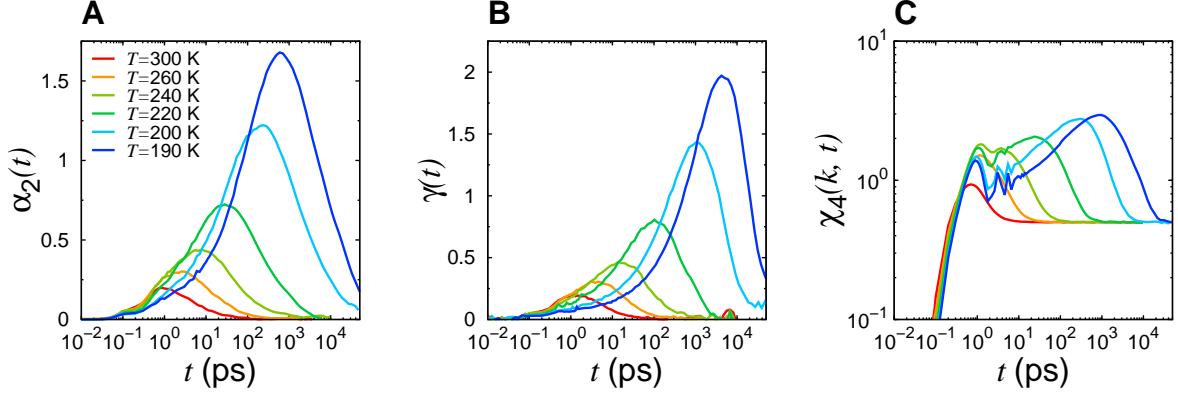 A
B
C
1.5
1
0.5
0
α₂(t)
T=300 K
T=260 K
T=240 K
T=220 K
T=200 K
T=190 K
10⁻² 10⁻¹ 10⁰ 10¹ 10² 10³ 10⁴
t (ps)
2
1.5
1
0.5
0
γ(t)
10⁻² 10⁻¹ 10⁰ 10¹ 10² 10³ 10⁴
t (ps)
10¹
10⁰
10⁻¹
χ₄(k, t)
10⁻² 10⁻¹ 10⁰ 10¹ 10² 10³ 10⁴
t (ps)